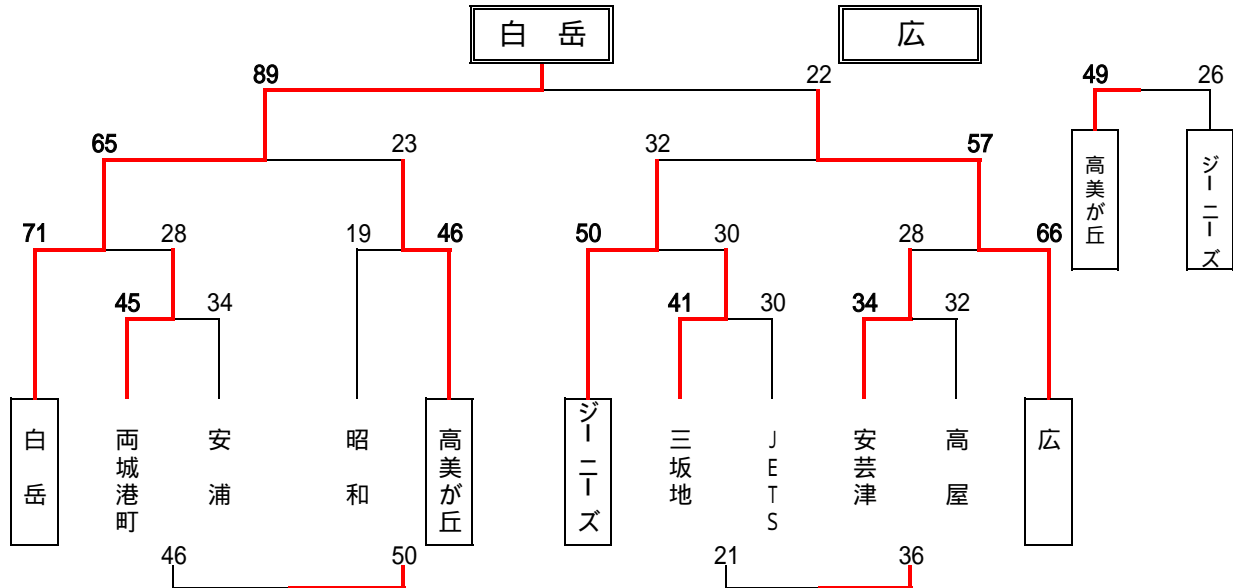 白 岳 広
89 22 49 26
65 23 32 57
高美が丘
ジーニーズ
71 28 19 46 50 30 28 66
45 34 41 30 34 32
白岳
両城港町
安浦
昭和
高美が丘
ジーニーズ
三坂地
JETS
安芸津
高屋
広
46 50 21 36